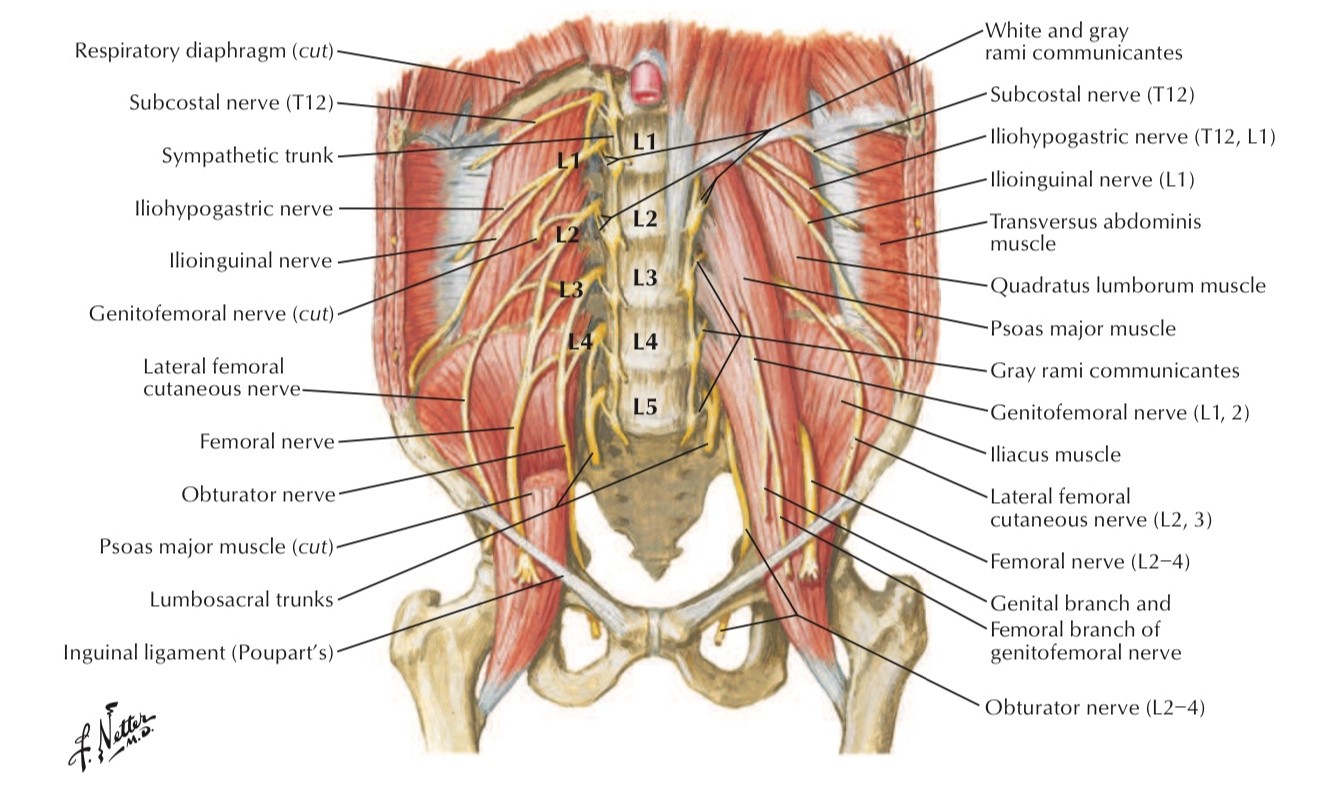 Respiratory diaphragm (cut)
Subcostal nerve (T12)
Sympathetic trunk
Iliohypogastric nerve
Ilioinguinal nerve
Genitofemoral nerve (cut)
Lateral femoral
cutaneous nerve
Femoral nerve
Obturator nerve
Psoas major muscle (cut)
Lumbosacral trunks
Inguinal ligament (Poupart's)
L1
L2
L3
L4
L1
L2
L3
L4
L5
White and gray
rami communicantes
Subcostal nerve (T12)
Iliohypogastric nerve (T12, L1)
Ilioinguinal nerve (L1)
Transversus abdominis
muscle
Quadratus lumborum muscle
Psoas major muscle
Gray rami communicantes
Genitofemoral nerve (L1, 2)
Iliacus muscle
Lateral femoral
cutaneous nerve (L2, 3)
Femoral nerve (L2–4)
Genital branch and
Femoral branch of
genitofemoral nerve
Obturator nerve (L2–4)
F. Netter
M.D.